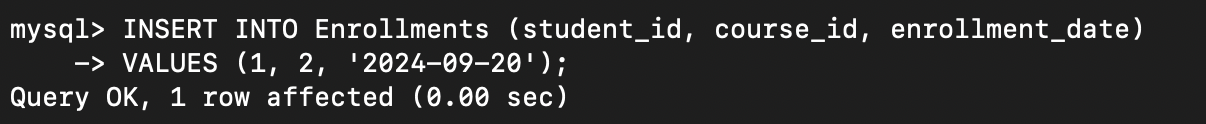 mysql> INSERT INTO Enrollments (student_id, course_id, enrollment_date)
    -> VALUES (1, 2, '2024-09-20');
Query OK, 1 row affected (0.00 sec)